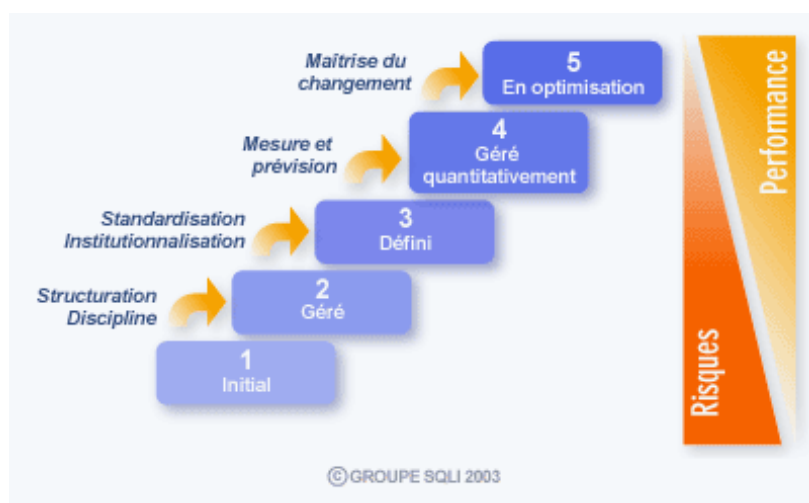 Maîtrise du
changement
5
En optimisation
Mesure et
prévision
4
Géré
quantitativement
Standardisation
Institutionnalisation
3
Défini
Structuration
Discipline
2
Géré
1
Initial
Risques
Performance
©GROUPE SQLI 2003